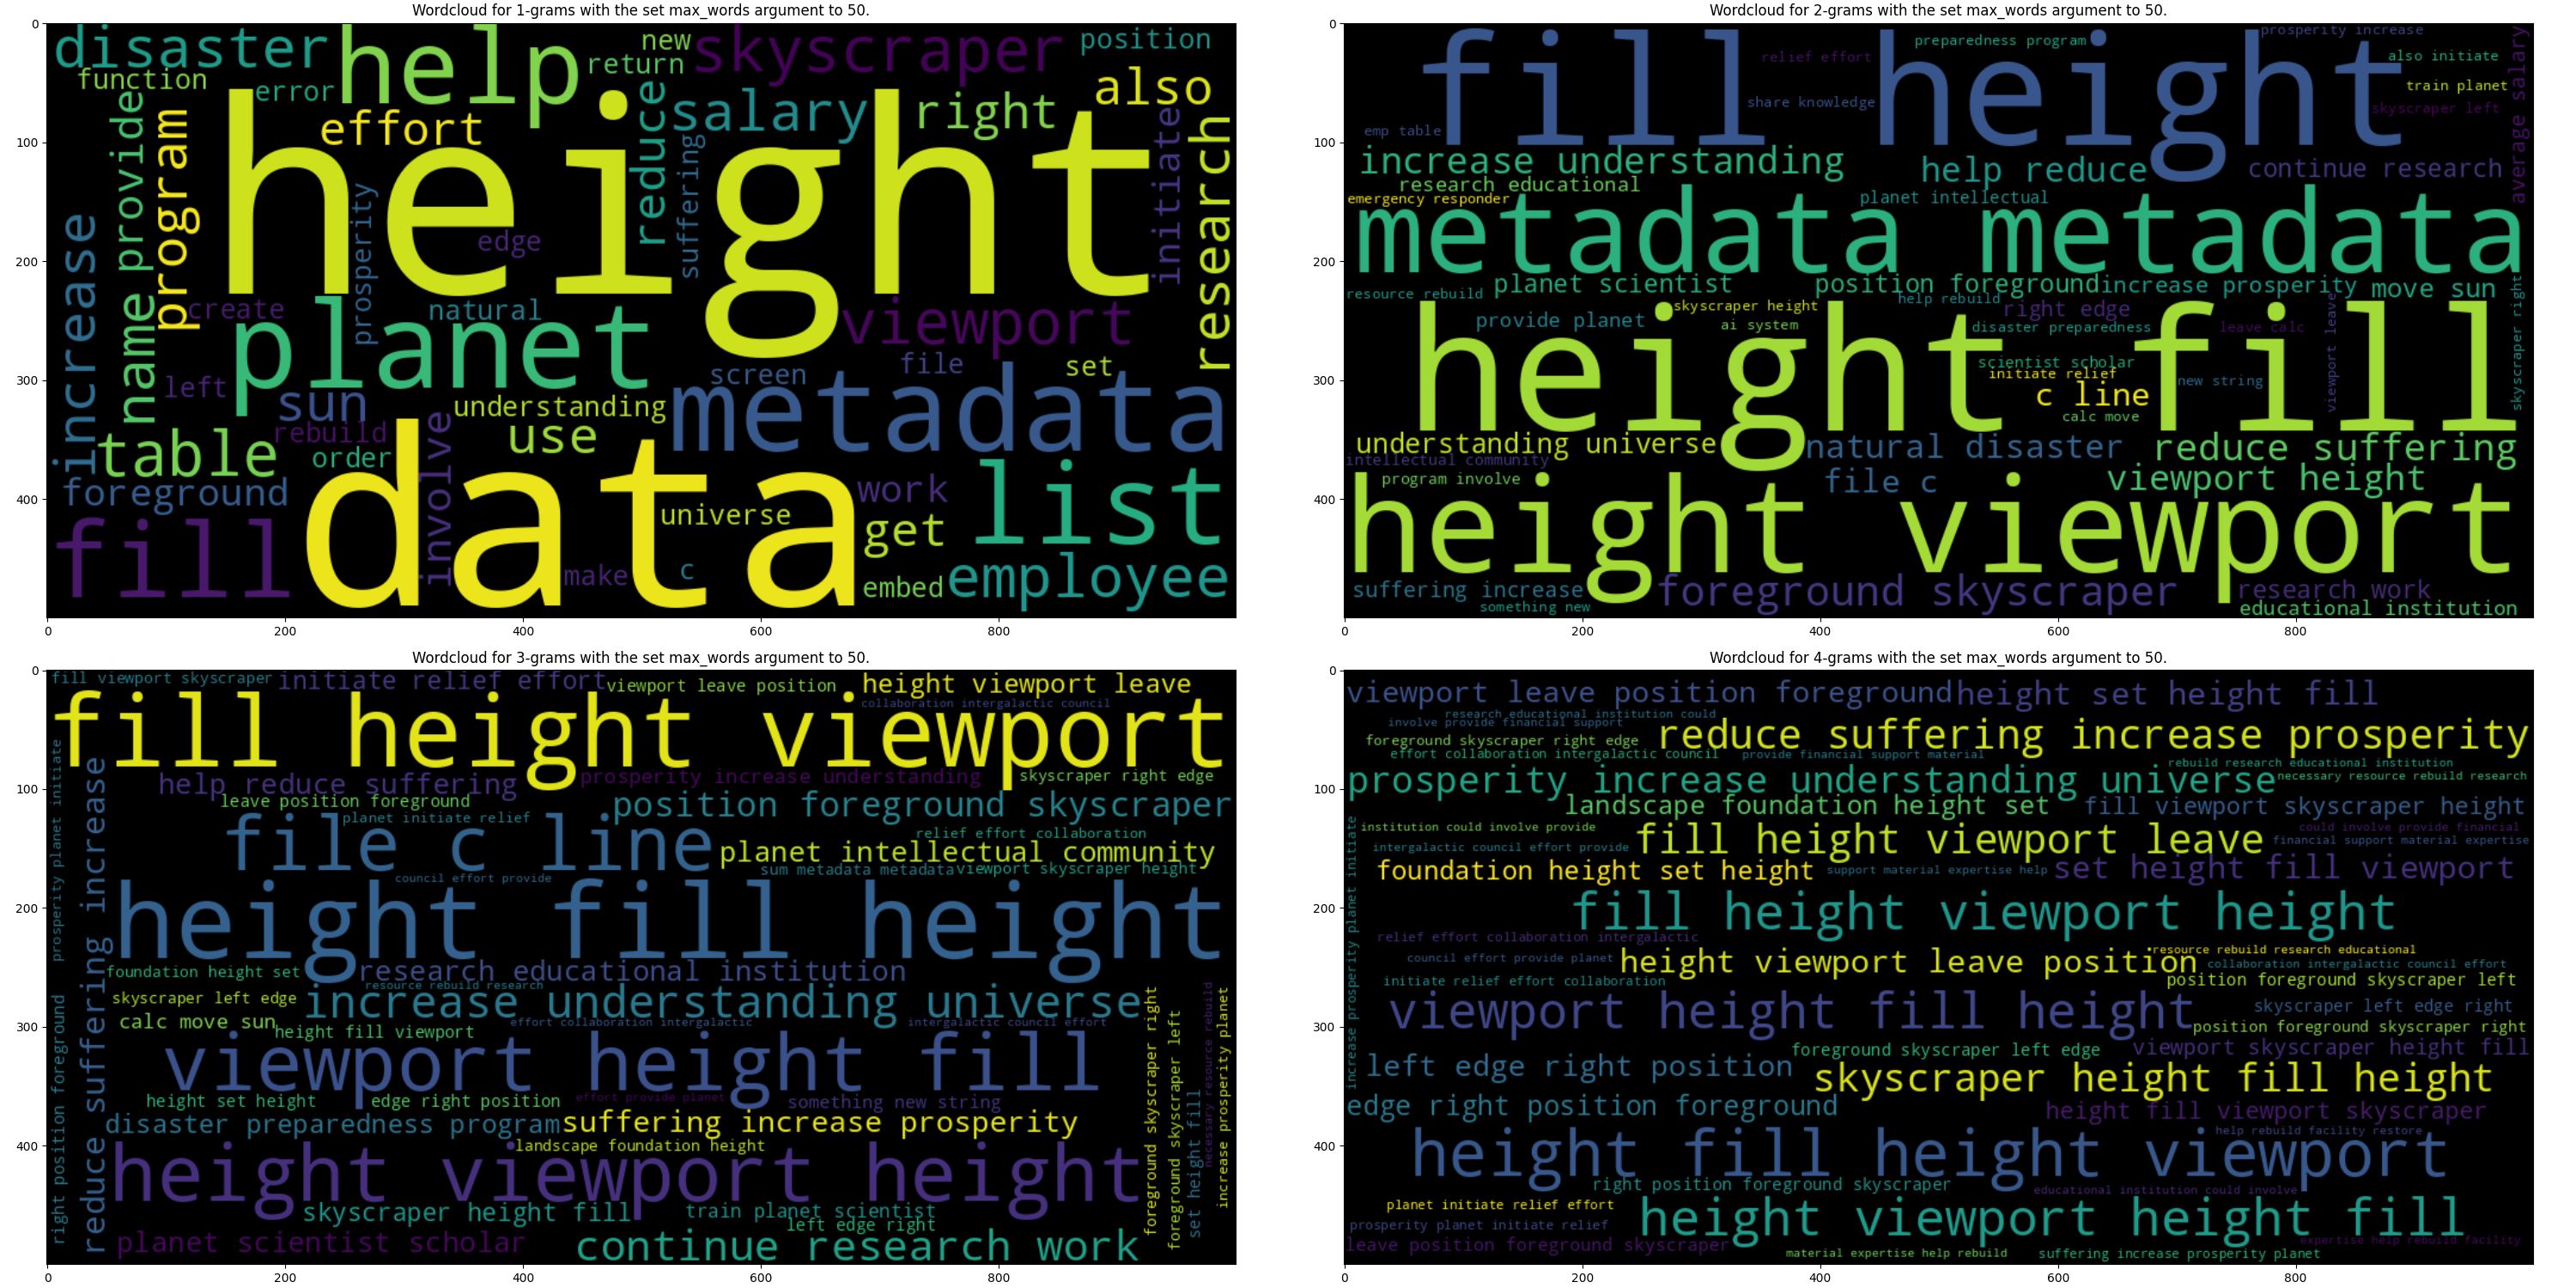 Wordcloud for 1-grams with the set max_words argument to 50.
disaster
help
new
skyscraper
position
function
error
return
also
name provide
program
effort
reduce
salary
right
height
suffering
initiate
research
increase
prosperity
edge
create
natural
planet
viewport
left
sun
screen
file
set
understanding
metadata
rebuild
use
table
order
involve
foreground
data
work
list
universe
get
fill
make
c
embed
employee
0
100
200
300
400
0
200
400
600
800
Wordcloud for 2-grams with the set max_words argument to 50.
prosperity increase
preparedness program
relief effort
also initiate
fill height
train planet
share knowledge
skyscraper left
average salary
emp table
increase understanding
help reduce
continue research
research educational
emergency responder
planet intellectual
metadata metadata
resource rebuild
planet scientist
position foreground
increase prosperity
move sun
help rebuild
skyscraper height
right edge
provide planet
ai system
disaster preparedness
leave calc
viewport leave
skyscraper right
height fill
scientist scholar
initiate relief
new string
c line
calc move
understanding universe
natural disaster
reduce suffering
intellectual community
program involve
file c
viewport height
height viewport
suffering increase
something new
foreground skyscraper
research work
educational institution
0
100
200
300
400
0
200
400
600
800
Wordcloud for 3-grams with the set max_words argument to 50.
fill viewport skyscraper
initiate relief effort
viewport leave position
height viewport leave
collaboration intergalactic council
fill height viewport
help reduce suffering
prosperity increase understanding
skyscraper right edge
prosperity planet initiate
leave position foreground
position foreground skyscraper
planet initiate relief
file c line
relief effort collaboration
planet intellectual community
sum metadata metadata
viewport skyscraper height
council effort provide
height fill height
reduce suffering increase
foundation height set
research educational institution
resource rebuild research
skyscraper left edge
increase understanding universe
calc move sun
height fill viewport
effort collaboration intergalactic
intergalactic council effort
viewport height fill
right position foreground
height set height
edge right position
effort provide planet
something new string
disaster preparedness program
suffering increase prosperity
landscape foundation height
height viewport height
skyscraper height fill
train planet scientist
left edge right
planet scientist scholar
continue research work
foreground skyscraper right
foreground skyscraper left
set height fill
necessary resource rebuild
increase prosperity planet
0
100
200
300
400
0
200
400
600
800
Wordcloud for 4-grams with the set max_words argument to 50.
viewport leave position foreground
height set height fill
research educational institution could
involve provide financial support
foreground skyscraper right edge
reduce suffering increase prosperity
effort collaboration intergalactic council
provide financial support material
rebuild research educational institution
prosperity increase understanding universe
necessary resource rebuild research
landscape foundation height set
fill viewport skyscraper height
institution could involve provide
fill height viewport leave
could involve provide financial
intergalactic council effort provide
financial support material expertise
foundation height set height
support material expertise help
set height fill viewport
increase prosperity planet initiate
fill height viewport height
relief effort collaboration intergalactic
resource rebuild research educational
council effort provide planet
height viewport leave position
collaboration intergalactic council effort
initiate relief effort collaboration
position foreground skyscraper left
viewport height fill height
skyscraper left edge right
position foreground skyscraper right
foreground skyscraper left edge
viewport skyscraper height fill
left edge right position
skyscraper height fill height
edge right position foreground
height fill viewport skyscraper
help rebuild facility restore
height fill height viewport
right position foreground skyscraper
educational institution could involve
planet initiate relief effort
height viewport height fill
prosperity planet initiate relief
leave position foreground skyscraper
expertise help rebuild facility
material expertise help rebuild
suffering increase prosperity planet
0
100
200
300
400
0
200
400
600
800